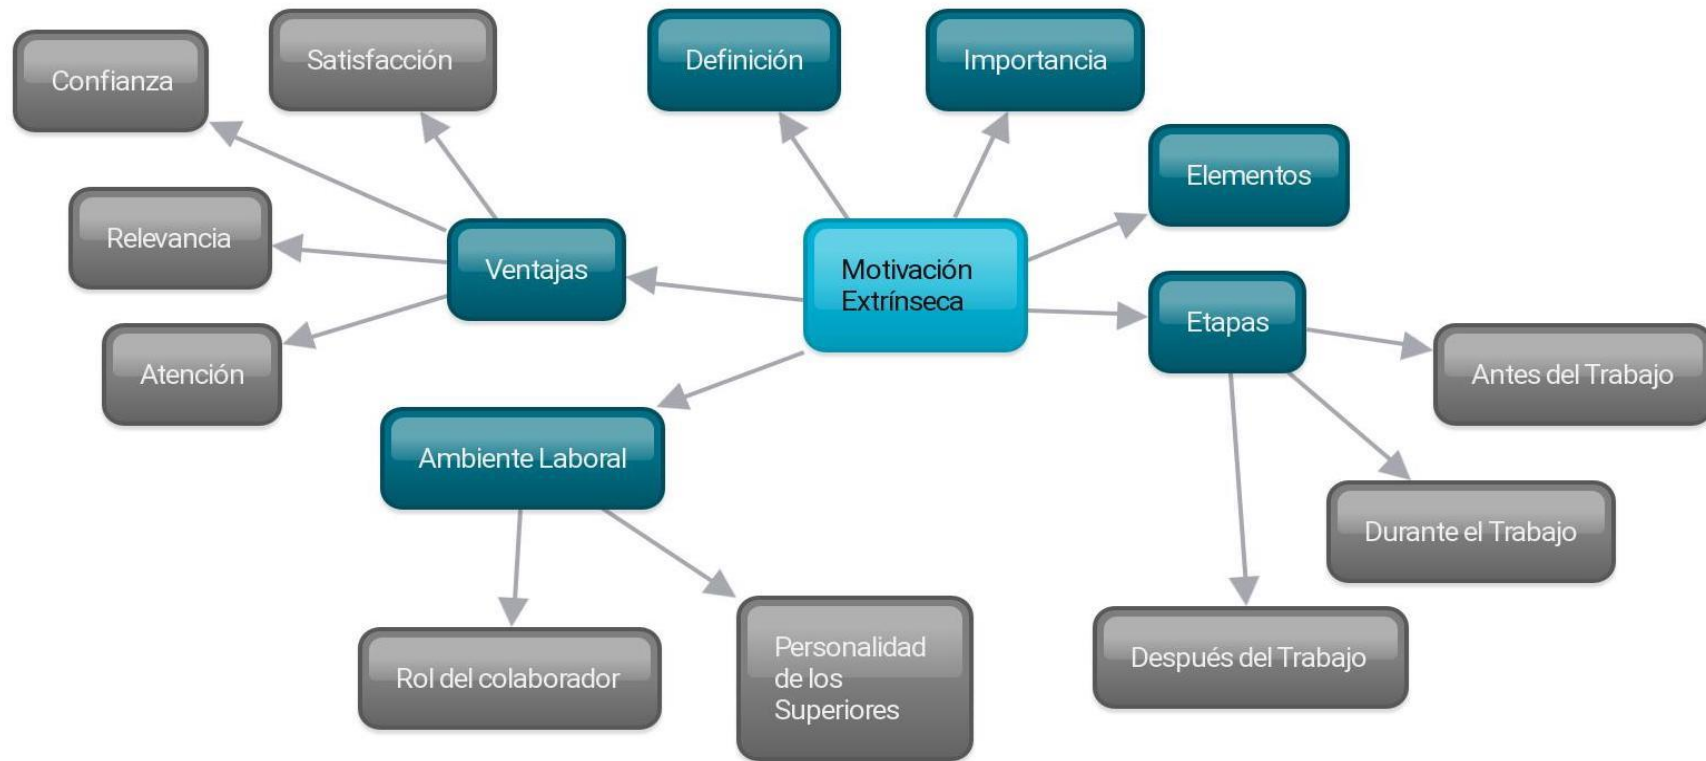 Satisfacción
Definición
Importancia
Confianza
Elementos
Relevancia
Ventajas
Motivación
Extrínseca
Etapas
Atención
Antes del Trabajo
Ambiente Laboral
Durante el Trabajo
Rol del colaborador
Personalidad
de los
Superiores
Después del Trabajo